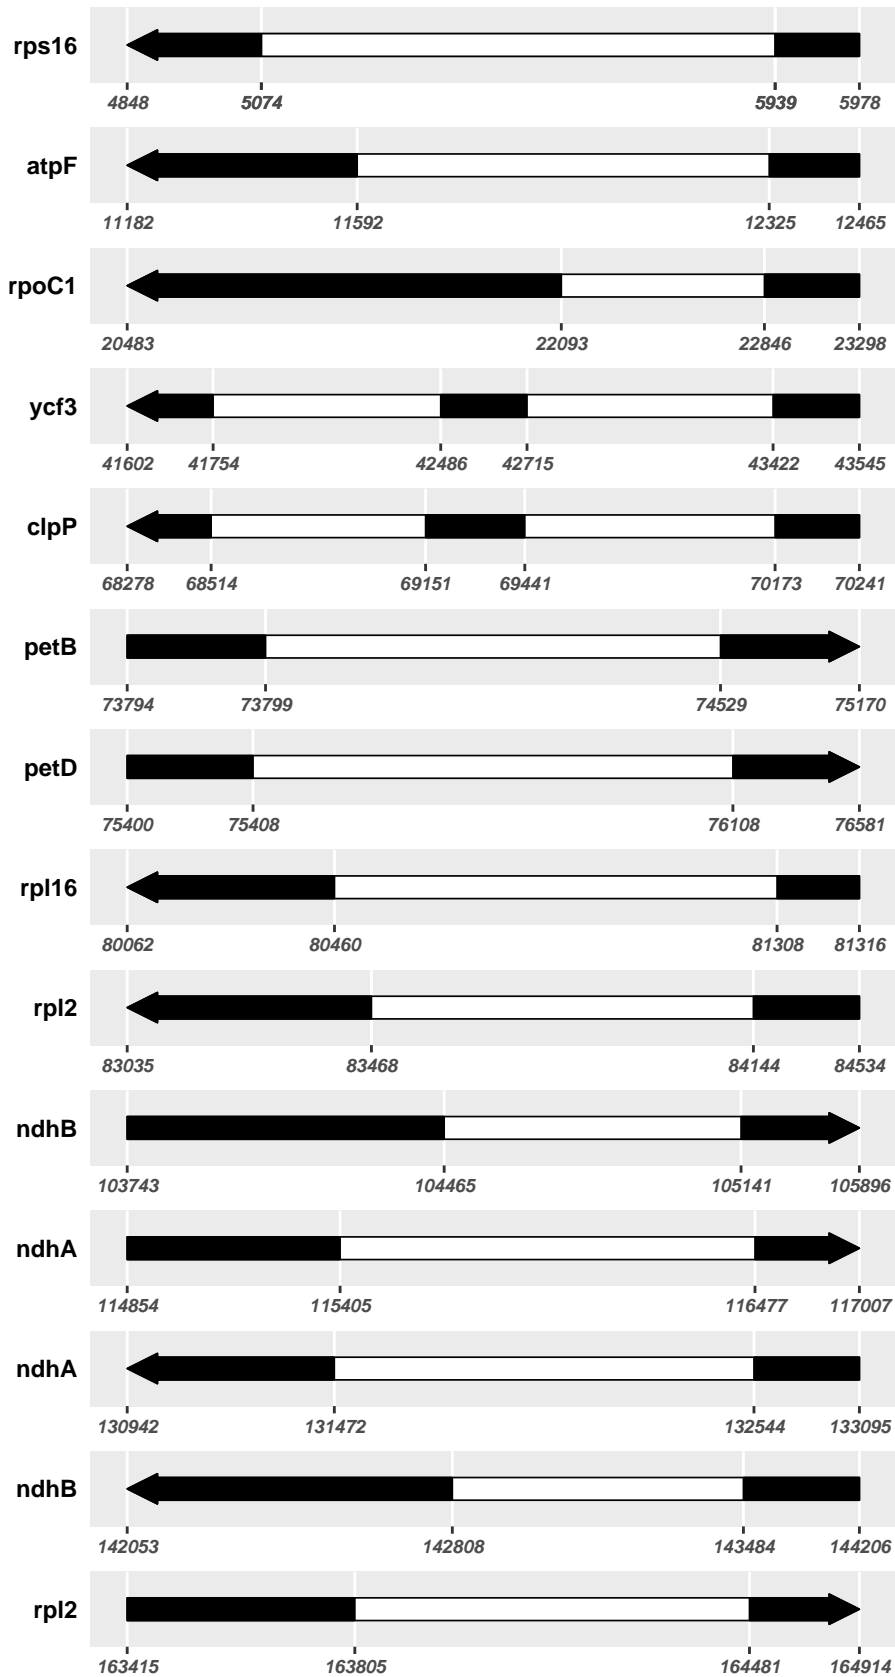 rps16
4848 5074 5939 5978
atpF
11182 11592 12325 12465
rpoC1
20483 22093 22846 23298
ycf3
41602 41754 42486 42715 43422 43545
clpP
68278 68514 69151 69441 70173 70241
petB
73794 73799 74529 75170
petD
75400 75408 76108 76581
rpl16
80062 80460 81308 81316
rpl2
83035 83468 84144 84534
ndhB
103743 104465 105141 105896
ndhA
114854 115405 116477 117007
ndhA
130942 131472 132544 133095
ndhB
142053 142808 143484 144206
rpl2
163415 163805 164481 164914